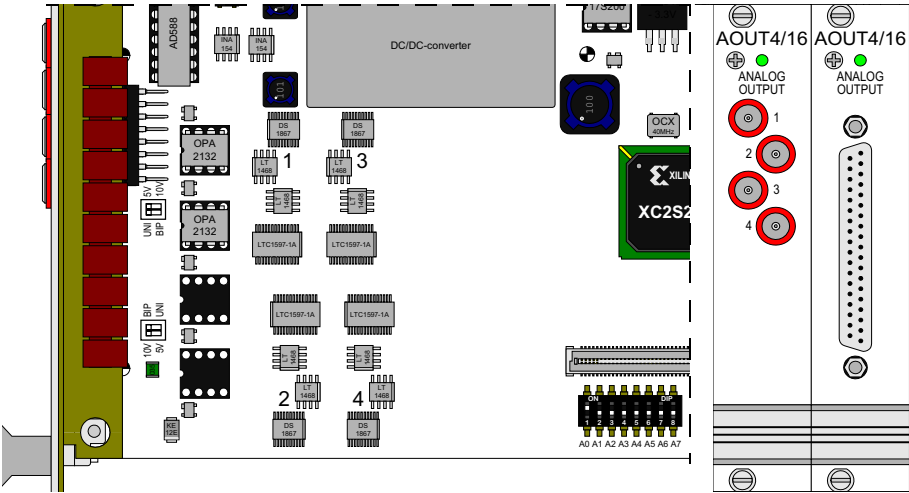 AD588
INA
154
INA
154
DC/DC-converter
17S200
3.3V
101
100
DS
1867
DS
1867
OCX
40MHz
OPA
2132
LT
1468
1
LT
1468
3
XILIN
XC2S2
LT
1468
LT
1468
5V
10V
UNI
BIP
OPA
2132
LTC1597-1A
LTC1597-1A
BIP
UNI
10V
5V
LTC1597-1A
LTC1597-1A
LT
1468
LT
1468
LT
1468
LT
1468
2
4
KE
12E
DS
1867
DS
1867
ON
DIP
1 2 3 4 5 6 7 8
A0 A1 A2 A3 A4 A5 A6 A7
AOUT4/16
ANALOG
OUTPUT
1
2
3
4
AOUT4/16
ANALOG
OUTPUT